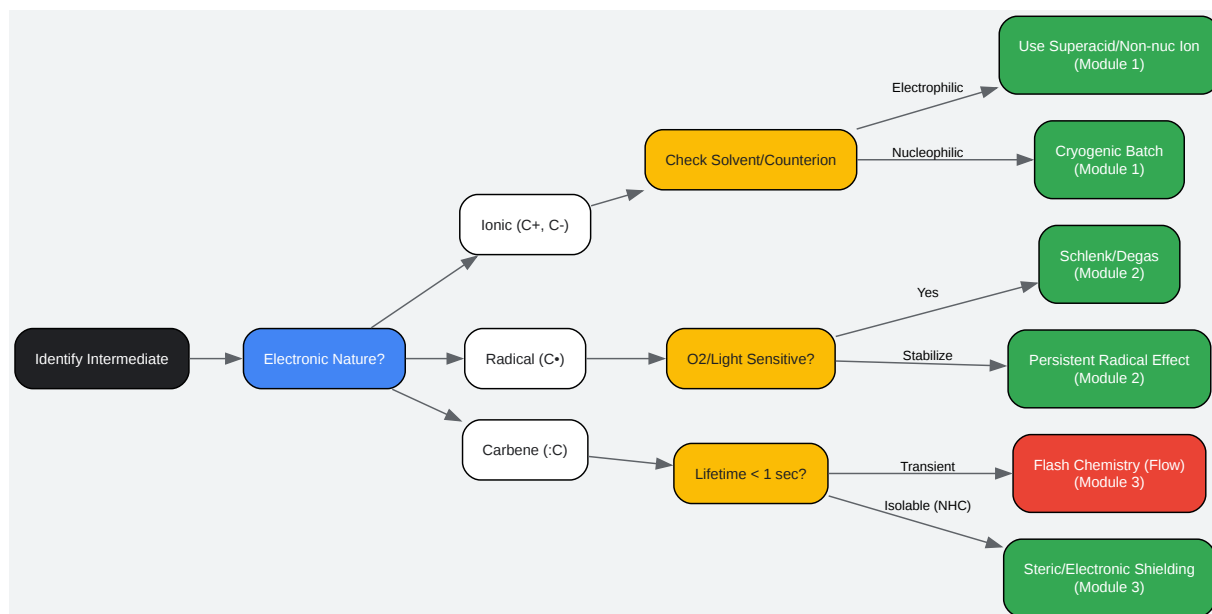 Use Superacid/Non-nuc Ion
(Module 1)
Electrophilic
Check Solvent/Counterion
Nucleophilic
Cryogenic Batch
(Module 1)
Ionic (C+, C-)
Schlenk/Degas
(Module 2)
Yes
Identify Intermediate
Electronic Nature?
Radical (C•)
O2/Light Sensitive?
Stabilize
Persistent Radical Effect
(Module 2)
Carbene (:C)
Lifetime < 1 sec?
Transient
Flash Chemistry (Flow)
(Module 3)
Isolable (NHC)
Steric/Electronic Shielding
(Module 3)